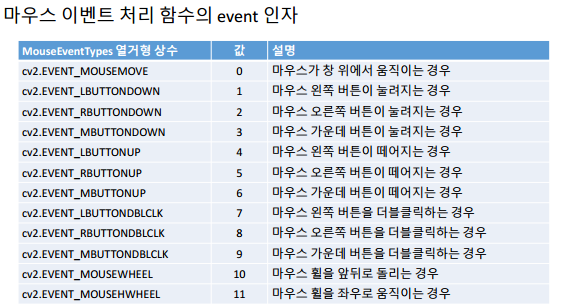 마우스 이벤트 처리 함수의 event 인자
MouseEventTypes 열거형 상수 값 설명
cv2.EVENT_MOUSEMOVE 0 마우스가 창 위에서 움직이는 경우
cv2.EVENT_LBUTTONDOWN 1 마우스 왼쪽 버튼이 눌려지는 경우
cv2.EVENT_RBUTTONDOWN 2 마우스 오른쪽 버튼이 눌려지는 경우
cv2.EVENT_MBUTTONDOWN 3 마우스 가운데 버튼이 눌려지는 경우
cv2.EVENT_LBUTTONUP 4 마우스 왼쪽 버튼이 떼어지는 경우
cv2.EVENT_RBUTTONUP 5 마우스 오른쪽 버튼이 떼어지는 경우
cv2.EVENT_MBUTTONUP 6 마우스 가운데 버튼이 떼어지는 경우
cv2.EVENT_LBUTTONDBLCLK 7 마우스 왼쪽 버튼을 더블클릭하는 경우
cv2.EVENT_RBUTTONDBLCLK 8 마우스 오른쪽 버튼을 더블클릭하는 경우
cv2.EVENT_MBUTTONDBLCLK 9 마우스 가운데 버튼을 더블클릭하는 경우
cv2.EVENT_MOUSEWHEEL 10 마우스 휠을 앞뒤로 돌리는 경우
cv2.EVENT_MOUSEHWHEEL 11 마우스 휠을 좌우로 움직이는 경우